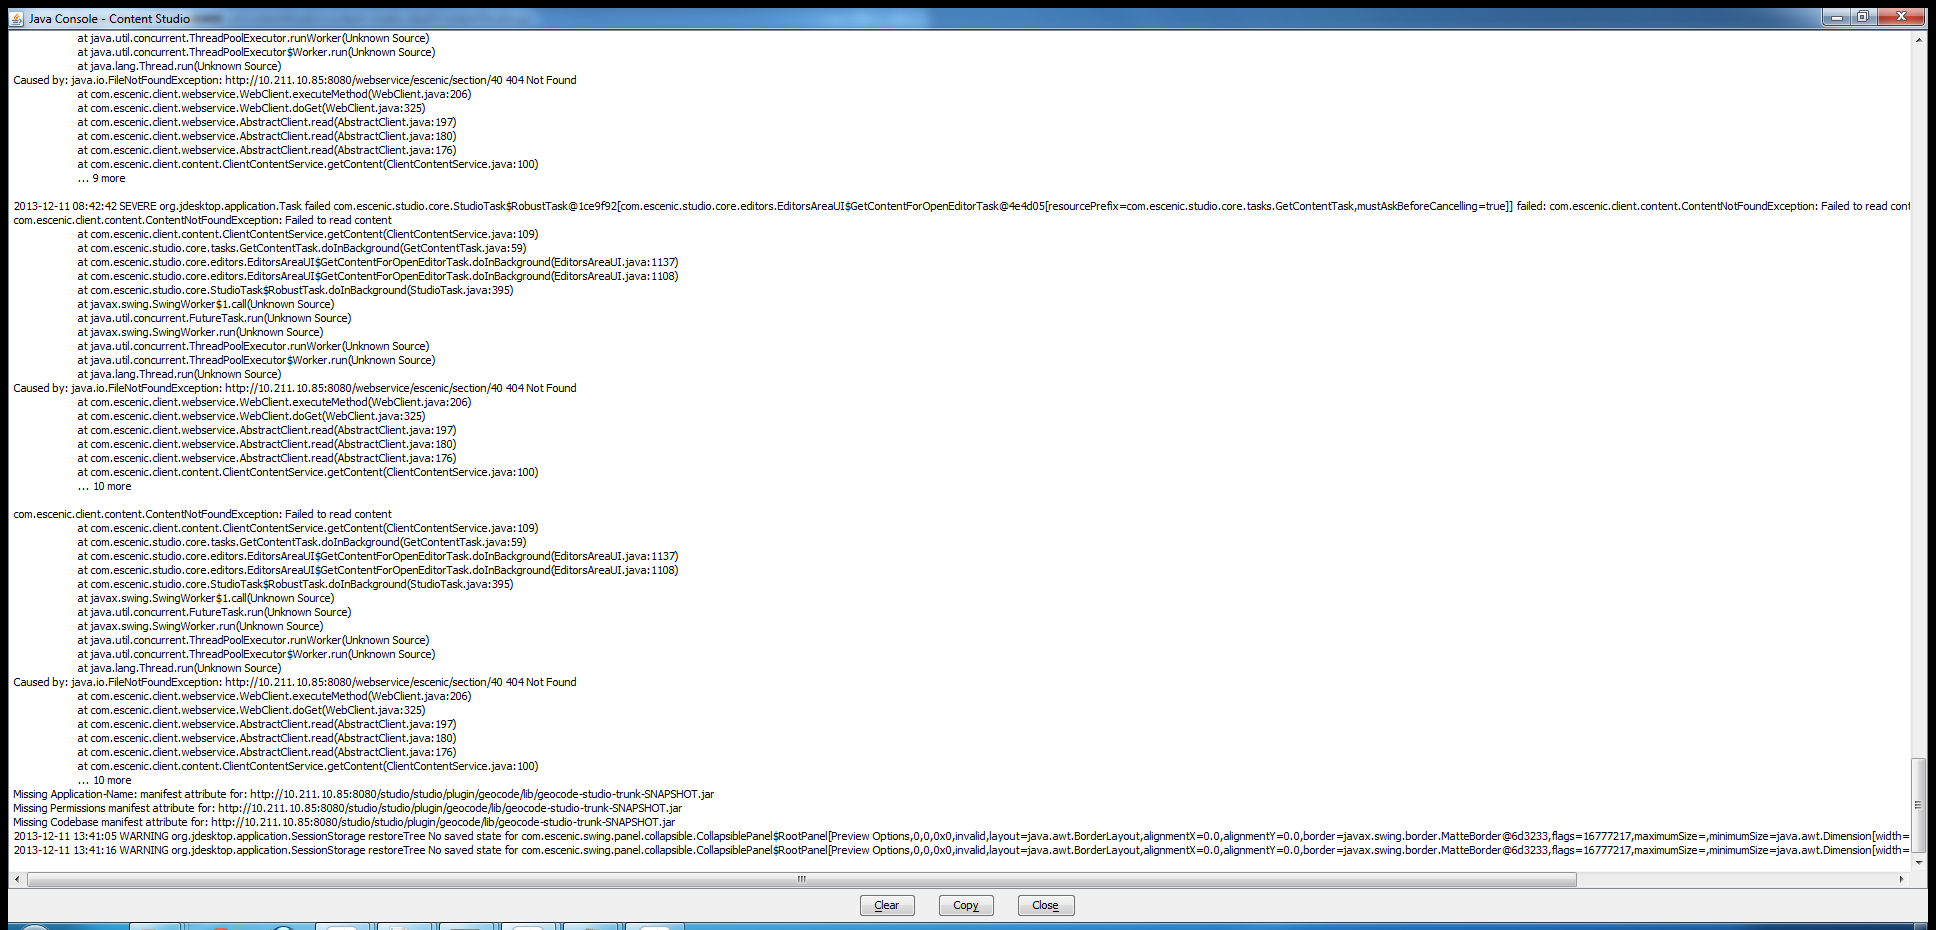 Java Console - Content Studio
at java.util.concurrent.ThreadPoolExecutor.runWorker(Unknown Source)
at java.util.concurrent.ThreadPoolExecutor$Worker.run(Unknown Source)
at java.lang.Thread.run(Unknown Source)
Caused by: java.io.FileNotFoundException: http://10.211.10.85:8080/webservice/escenic/section/40 404 Not Found
at com.escenic.client.webservice.WebClient.executeMethod(WebClient.java:206)
at com.escenic.client.webservice.WebClient.doGet(WebClient.java:325)
at com.escenic.client.webservice.AbstractClient.read(AbstractClient.java:197)
at com.escenic.client.webservice.AbstractClient.read(AbstractClient.java:180)
at com.escenic.client.webservice.AbstractClient.read(AbstractClient.java:176)
at com.escenic.client.content.ClientContentService.getContent(ClientContentService.java:100)
... 9 more
2013-12-11 08:42:42 SEVERE org.jdesktop.application.Task failed com.escenic.studio.core.StudioTask$RobustTask@1ce9f92[com.escenic.studio.core.editors.EditorsAreaUI$GetContentForOpenEditorTask@4e4d05[resourcePrefix=com.escenic.studio.core.tasks.GetContentTask,mustAskBeforeCancelling=true]] failed: com.escenic.client.content.ContentNotFoundException: Failed to read cont
com.escenic.client.content.ContentNotFoundException: Failed to read content
at com.escenic.client.content.ClientContentService.getContent(ClientContentService.java:109)
at com.escenic.studio.core.tasks.GetContentTask.doInBackground(GetContentTask.java:59)
at com.escenic.studio.core.editors.EditorsAreaUI$GetContentForOpenEditorTask.doInBackground(EditorsAreaUI.java:1137)
at com.escenic.studio.core.editors.EditorsAreaUI$GetContentForOpenEditorTask.doInBackground(EditorsAreaUI.java:1108)
at com.escenic.studio.core.StudioTask$RobustTask.doInBackground(StudioTask.java:395)
at javax.swing.SwingWorker$1.call(Unknown Source)
at java.util.concurrent.FutureTask.run(Unknown Source)
at javax.swing.SwingWorker.run(Unknown Source)
at java.util.concurrent.ThreadPoolExecutor.runWorker(Unknown Source)
at java.util.concurrent.ThreadPoolExecutor$Worker.run(Unknown Source)
at java.lang.Thread.run(Unknown Source)
Caused by: java.io.FileNotFoundException: http://10.211.10.85:8080/webservice/escenic/section/40 404 Not Found
at com.escenic.client.webservice.WebClient.executeMethod(WebClient.java:206)
at com.escenic.client.webservice.WebClient.doGet(WebClient.java:325)
at com.escenic.client.webservice.AbstractClient.read(AbstractClient.java:197)
at com.escenic.client.webservice.AbstractClient.read(AbstractClient.java:180)
at com.escenic.client.webservice.AbstractClient.read(AbstractClient.java:176)
at com.escenic.client.content.ClientContentService.getContent(ClientContentService.java:100)
... 10 more
com.escenic.client.content.ContentNotFoundException: Failed to read content
at com.escenic.client.content.ClientContentService.getContent(ClientContentService.java:109)
at com.escenic.studio.core.tasks.GetContentTask.doInBackground(GetContentTask.java:59)
at com.escenic.studio.core.editors.EditorsAreaUI$GetContentForOpenEditorTask.doInBackground(EditorsAreaUI.java:1137)
at com.escenic.studio.core.editors.EditorsAreaUI$GetContentForOpenEditorTask.doInBackground(EditorsAreaUI.java:1108)
at com.escenic.studio.core.StudioTask$RobustTask.doInBackground(StudioTask.java:395)
at javax.swing.SwingWorker$1.call(Unknown Source)
at java.util.concurrent.FutureTask.run(Unknown Source)
at javax.swing.SwingWorker.run(Unknown Source)
at java.util.concurrent.ThreadPoolExecutor.runWorker(Unknown Source)
at java.util.concurrent.ThreadPoolExecutor$Worker.run(Unknown Source)
at java.lang.Thread.run(Unknown Source)
Caused by: java.io.FileNotFoundException: http://10.211.10.85:8080/webservice/escenic/section/40 404 Not Found
at com.escenic.client.webservice.WebClient.executeMethod(WebClient.java:206)
at com.escenic.client.webservice.WebClient.doGet(WebClient.java:325)
at com.escenic.client.webservice.AbstractClient.read(AbstractClient.java:197)
at com.escenic.client.webservice.AbstractClient.read(AbstractClient.java:180)
at com.escenic.client.webservice.AbstractClient.read(AbstractClient.java:176)
at com.escenic.client.content.ClientContentService.getContent(ClientContentService.java:100)
... 10 more
Missing Application-Name: manifest attribute for: http://10.211.10.85:8080/studio/studio/plugin/geocode/lib/geocode-studio-trunk-SNAPSHOT.jar
Missing Permissions manifest attribute for: http://10.211.10.85:8080/studio/studio/plugin/geocode/lib/geocode-studio-trunk-SNAPSHOT.jar
Missing Codebase manifest attribute for: http://10.211.10.85:8080/studio/studio/plugin/geocode/lib/geocode-studio-trunk-SNAPSHOT.jar
2013-12-11 13:41:05 WARNING org.jdesktop.application.SessionStorage restoreTree No saved state for com.escenic.swing.panel.collapsible.CollapsiblePanel$RootPanel[Preview Options,0,0,0x0,invalid,layout=java.awt.BorderLayout,alignmentX=0.0,alignmentY=0.0,border=javax.swing.border.MatteBorder@6d3233,flags=16777217,maximumSize=,minimumSize=java.awt.Dimension[width=
2013-12-11 13:41:16 WARNING org.jdesktop.application.SessionStorage restoreTree No saved state for com.escenic.swing.panel.collapsible.CollapsiblePanel$RootPanel[Preview Options,0,0,0x0,invalid,layout=java.awt.BorderLayout,alignmentX=0.0,alignmentY=0.0,border=javax.swing.border.MatteBorder@6d3233,flags=16777217,maximumSize=,minimumSize=java.awt.Dimension[width=
Clear Copy Close